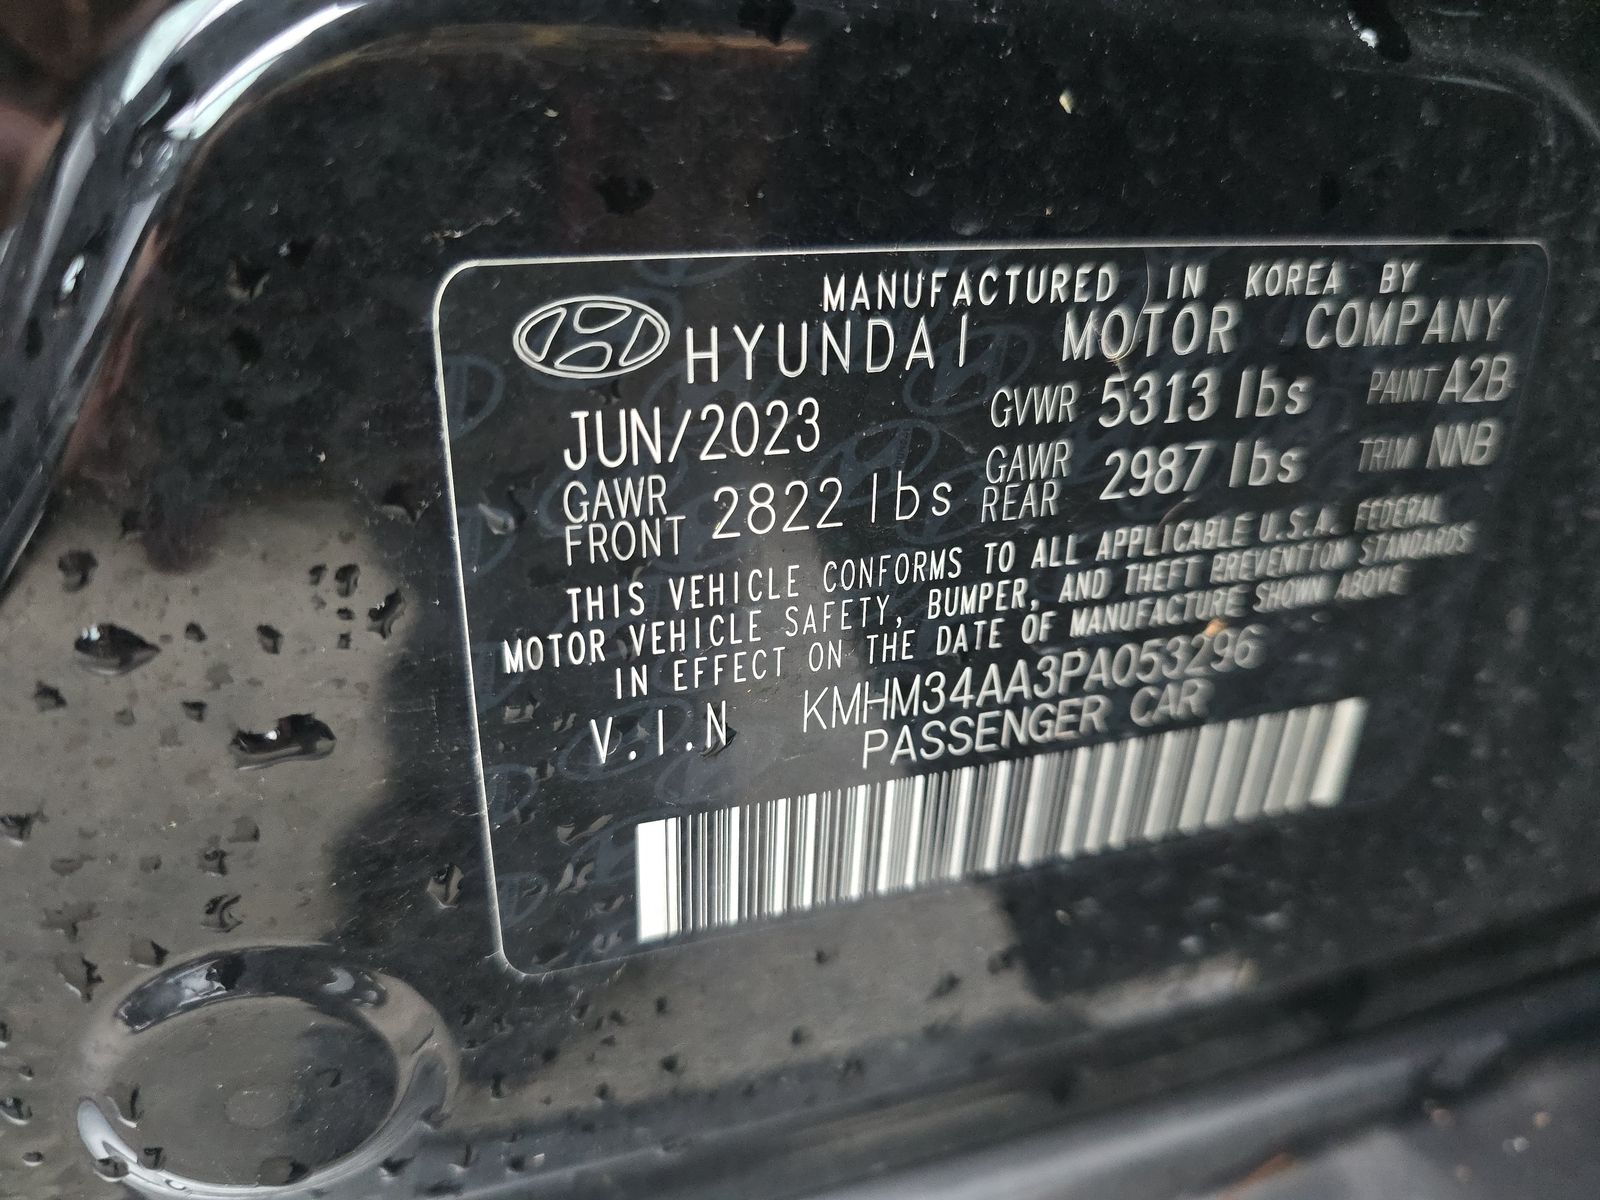 MANUFACTURED IN KOREA BY
HYUNDAI MOTOR COMPANY
JUN/2023 GVWR 5313 lbs PAINT A2B
GAWR FRONT 2822 lbs GAWR REAR 2987 lbs TRIM NNB
THIS VEHICLE CONFORMS TO ALL APPLICABLE U.S.A. FEDERAL
MOTOR VEHICLE SAFETY, BUMPER, AND THEFT PREVENTION STANDARDS
IN EFFECT ON THE DATE OF MANUFACTURE SHOWN ABOVE
V.I.N KMHM34AA3PA053296
PASSENGER CAR